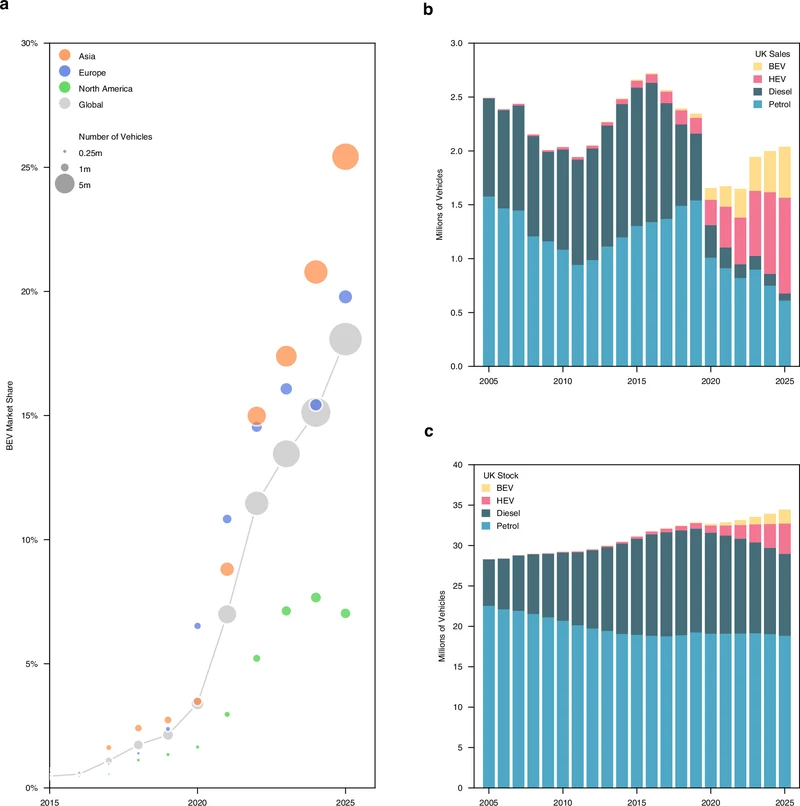 a
30%
25%
20%
15%
10%
5%
0%
BEV Market Share
Asia
Europe
North America
Global
Number of Vehicles
0.25m
1m
5m
2015
2020
2025
b
3.0
2.5
2.0
1.5
1.0
0.5
0.0
Millions of Vehicles
UK Sales
BEV
HEV
Diesel
Petrol
2005
2010
2015
2020
2025
c
40
35
30
25
20
15
10
5
0
Millions of Vehicles
UK Stock
BEV
HEV
Diesel
Petrol
2005
2010
2015
2020
2025